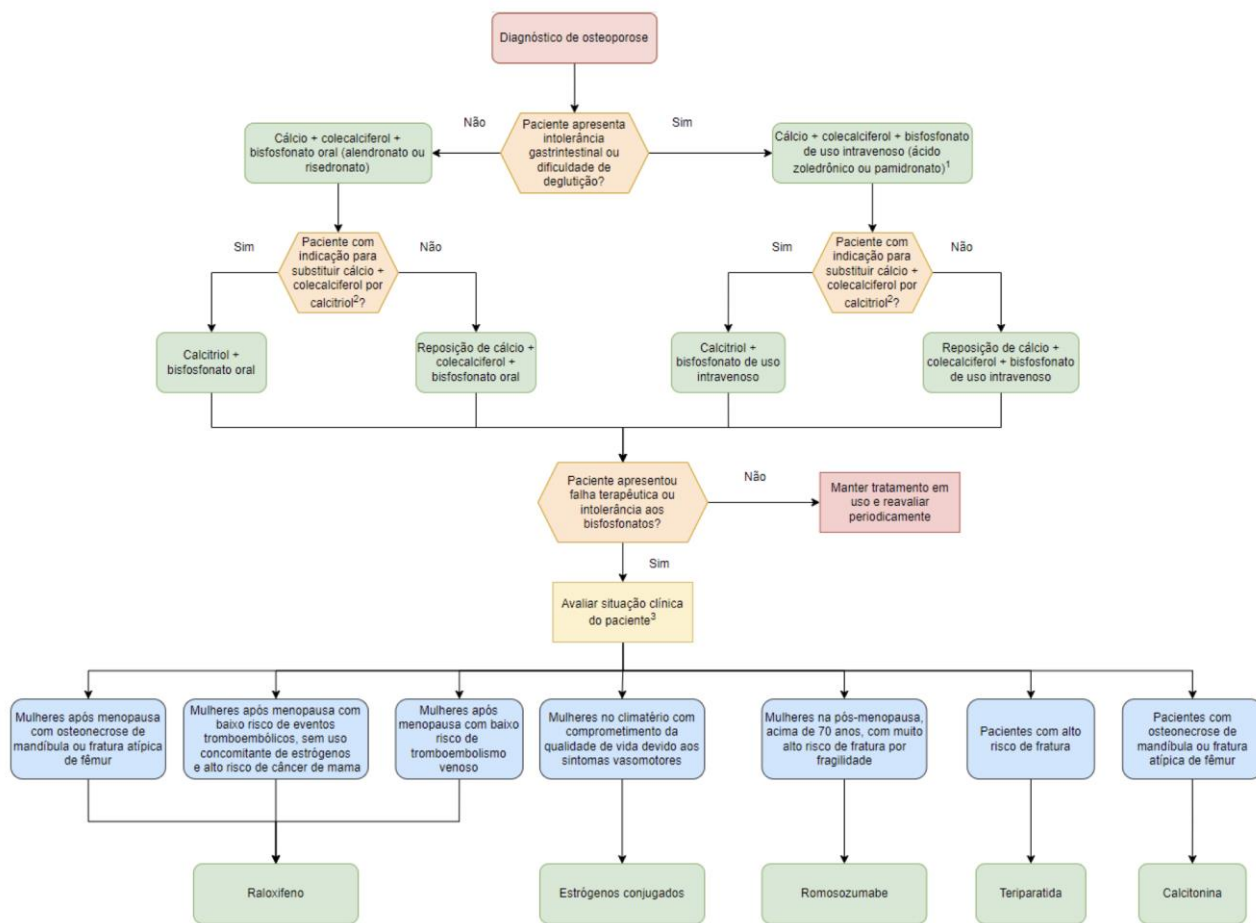 Diagnóstico de osteoporose
Não
Paciente apresenta
intolerância
gastrintestinal ou
dificuldade de
deglutição?
Sim
Cálcio + colecalciferol +
bisfosfonato oral (alendronato ou
risedronato)
Cálcio + colecalciferol + bisfosfonato
de uso intravenoso (ácido
zoledrônico ou pamidronato)¹
Sim
Paciente com
indicação para
substituir cálcio +
colecalciferol por
calcitriol²?
Não
Sim
Paciente com
indicação para
substituir cálcio +
colecalciferol por
calcitriol²?
Não
Calcitriol +
bisfosfonato oral
Reposição de cálcio +
colecalciferol +
bisfosfonato oral
Calcitriol +
bisfosfonato de uso
intravenoso
Reposição de cálcio +
colecalciferol + bisfosfonato
de uso intravenoso
Paciente apresentou
falha terapêutica ou
intolerância aos
bisfosfonatos?
Não
Manter tratamento em
uso e reavaliar
periodicamente
Sim
Avaliar situação clínica
do paciente³
Mulheres após menopausa
com osteonecrose de
mandíbula ou fratura atípica
de fêmur
Mulheres após menopausa com
baixo risco de eventos
tromboembólicos, sem uso
concomitante de estrógenos
e alto risco de câncer de mama
Mulheres após
menopausa com baixo
risco de
tromboembolismo
venoso
Mulheres no climatério com
comprometimento da
qualidade de vida devido aos
sintomas vasomotores
Mulheres na pós-menopausa,
acima de 70 anos, com muito
alto risco de fratura por
fragilidade
Pacientes com alto
risco de fratura
Pacientes com
osteonecrose de
mandíbula ou fratura
atípica de fêmur
Raloxifeno
Estrógenos conjugados
Romosozumabe
Teriparatida
Calcitonina